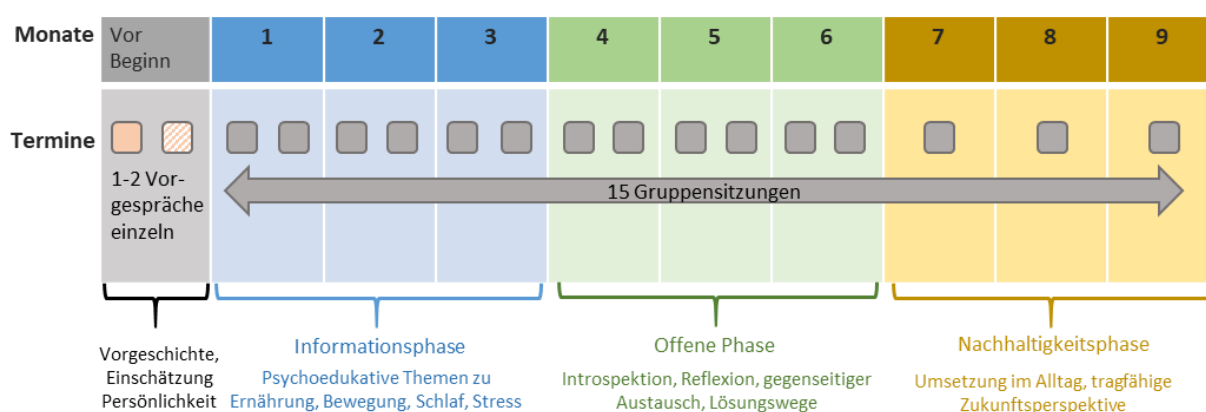 Monate
Vor
Beginn
1
2
3
4
5
6
7
8
9
Termine
1-2 Vor-
gespräche
einzeln
15 Gruppensitzungen
Vorgeschichte,
Einschätzung
Persönlichkeit
Informationsphase
Psychoedukative Themen zu
Ernährung, Bewegung, Schlaf, Stress
Offene Phase
Introspektion, Reflexion, gegenseitiger
Austausch, Lösungswege
Nachhaltigkeitsphase
Umsetzung im Alltag, tragfähige
Zukunftsperspektive